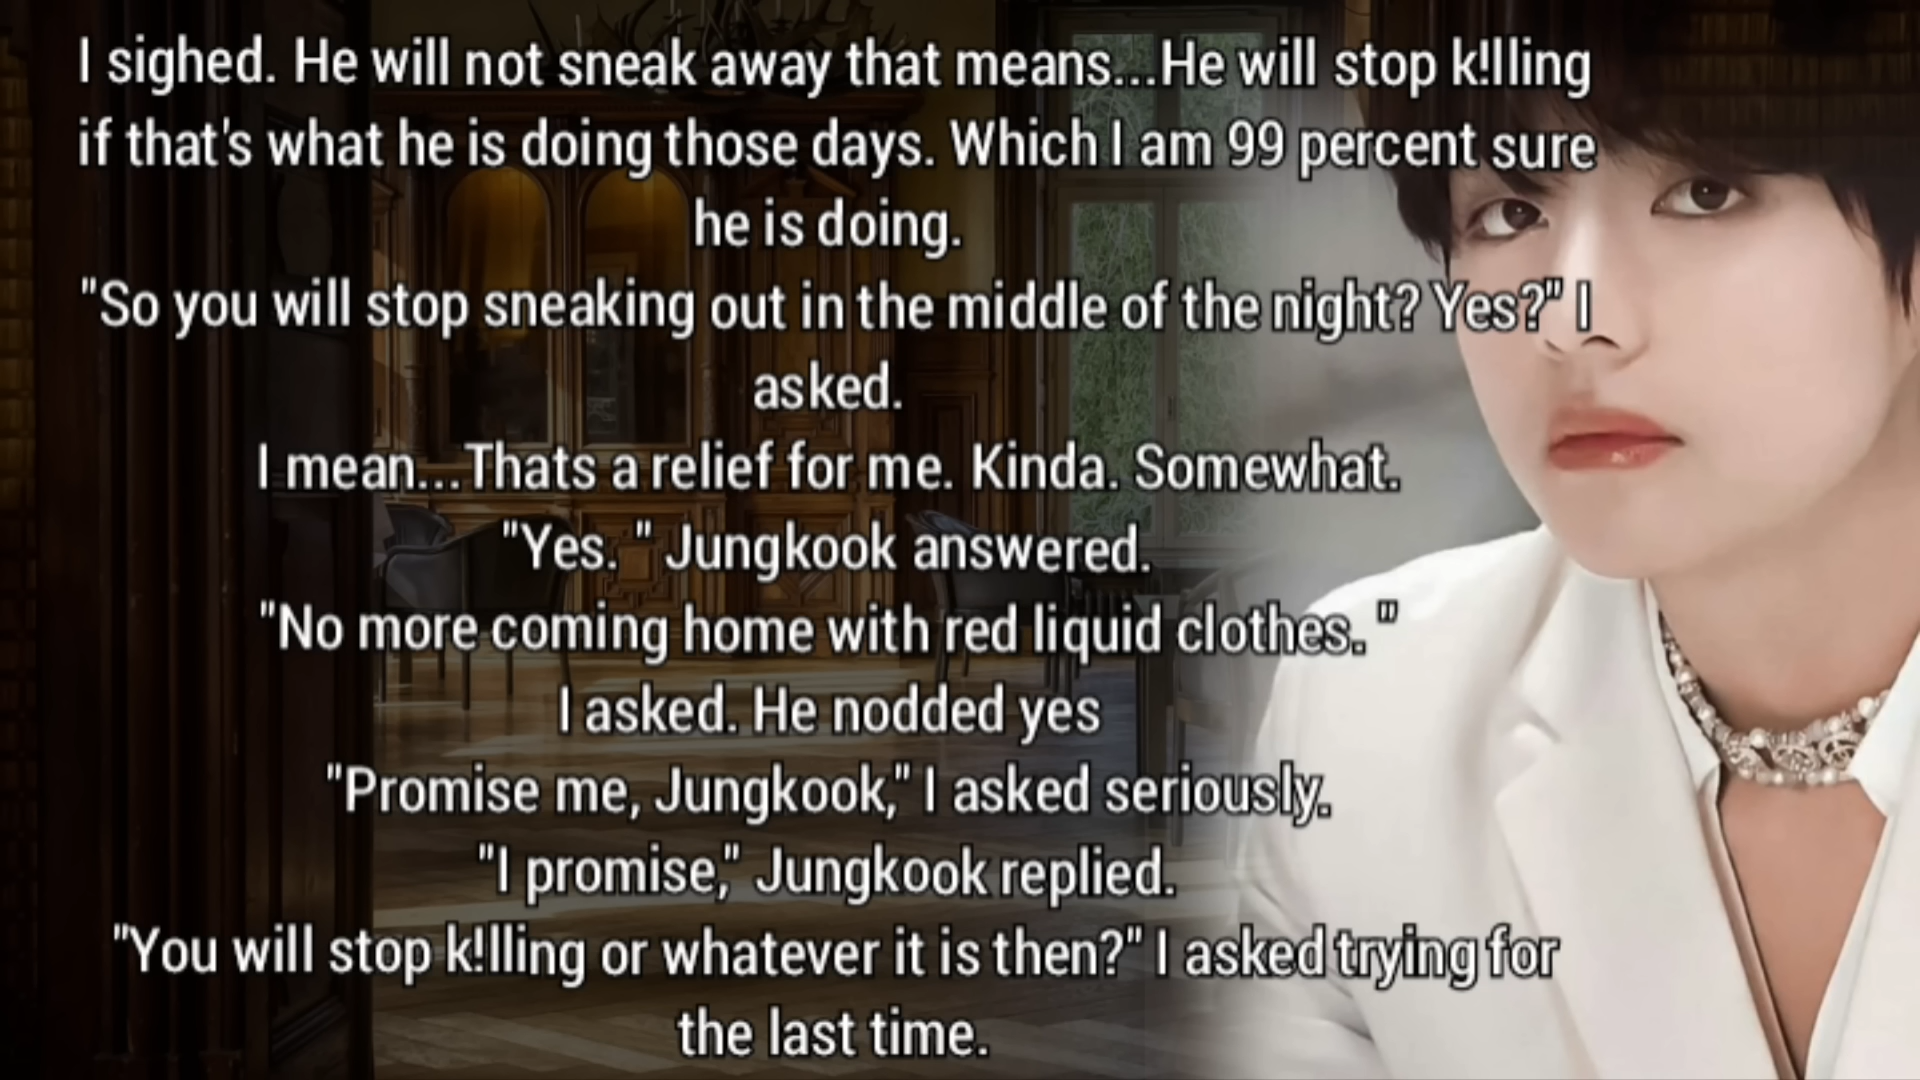 I sighed. He will not sneak away that means...He will stop k!lling
if that's what he is doing those days. Which I am 99 percent sure
he is doing.
"So you will stop sneaking out in the middle of the night? Yes?" I
asked.
I mean...Thats a relief for me. Kinda. Somewhat.
"Yes. " Jungkook answered.
"No more coming home with red liquid clothes. "
I asked. He nodded yes
"Promise me, Jungkook," I asked seriously.
"I promise," Jungkook replied.
"You will stop k!lling or whatever it is then?" I asked trying for
the last time.